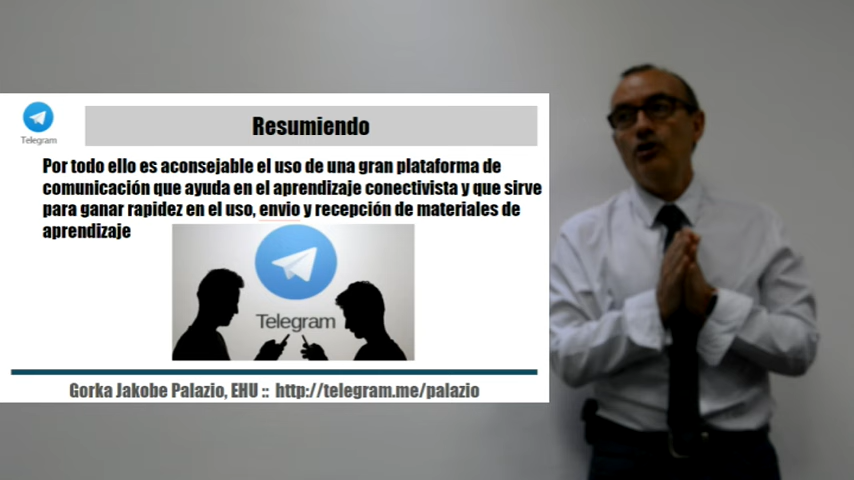 Telegram
Resumiendo
Por todo ello es aconsejable el uso de una gran plataforma de
comunicación que ayuda en el aprendizaje conectivista y que sirve
para ganar rapidez en el uso, envio y recepción de materiales de
aprendizaje
Telegram
Gorka Jakobe Palazio, EHU :: http://telegram.me/palazio